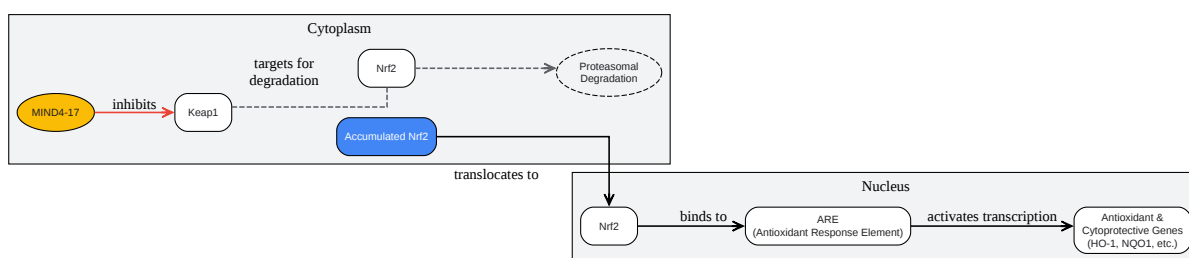 Cytoplasm
MIND4-17
inhibits
Keap1
targets for
degradation
Nrf2
Proteasomal
Degradation
Accumulated Nrf2
translocates to
Nucleus
Nrf2
binds to
ARE
(Antioxidant Response Element)
activates transcription
Antioxidant &
Cytoprotective Genes
(HO-1, NQO1, etc.)